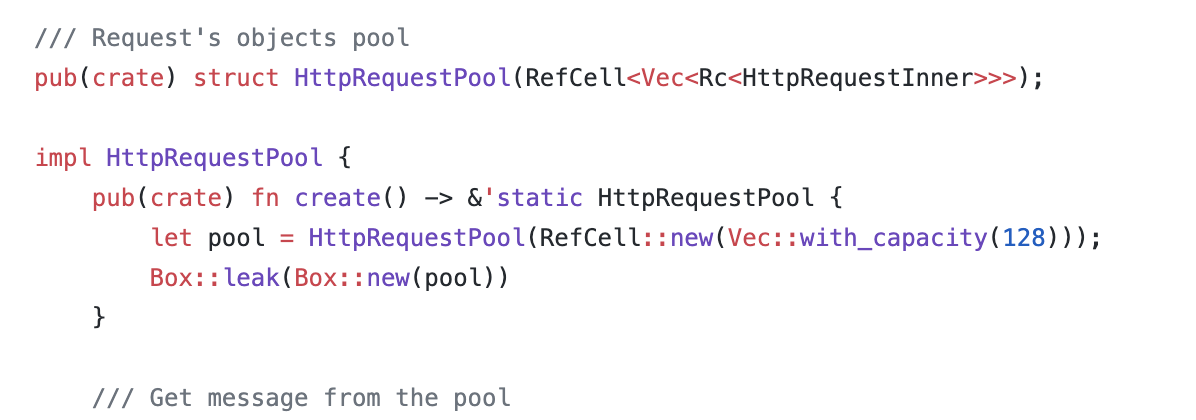 /// Request's objects pool
pub(crate) struct HttpRequestPool(RefCell<Vec<Rc<HttpRequestInner>>>);
impl HttpRequestPool {
pub(crate) fn create() -> &'static HttpRequestPool {
let pool = HttpRequestPool(RefCell::new(Vec::with_capacity(128)));
Box::leak(Box::new(pool))
}
/// Get message from the pool